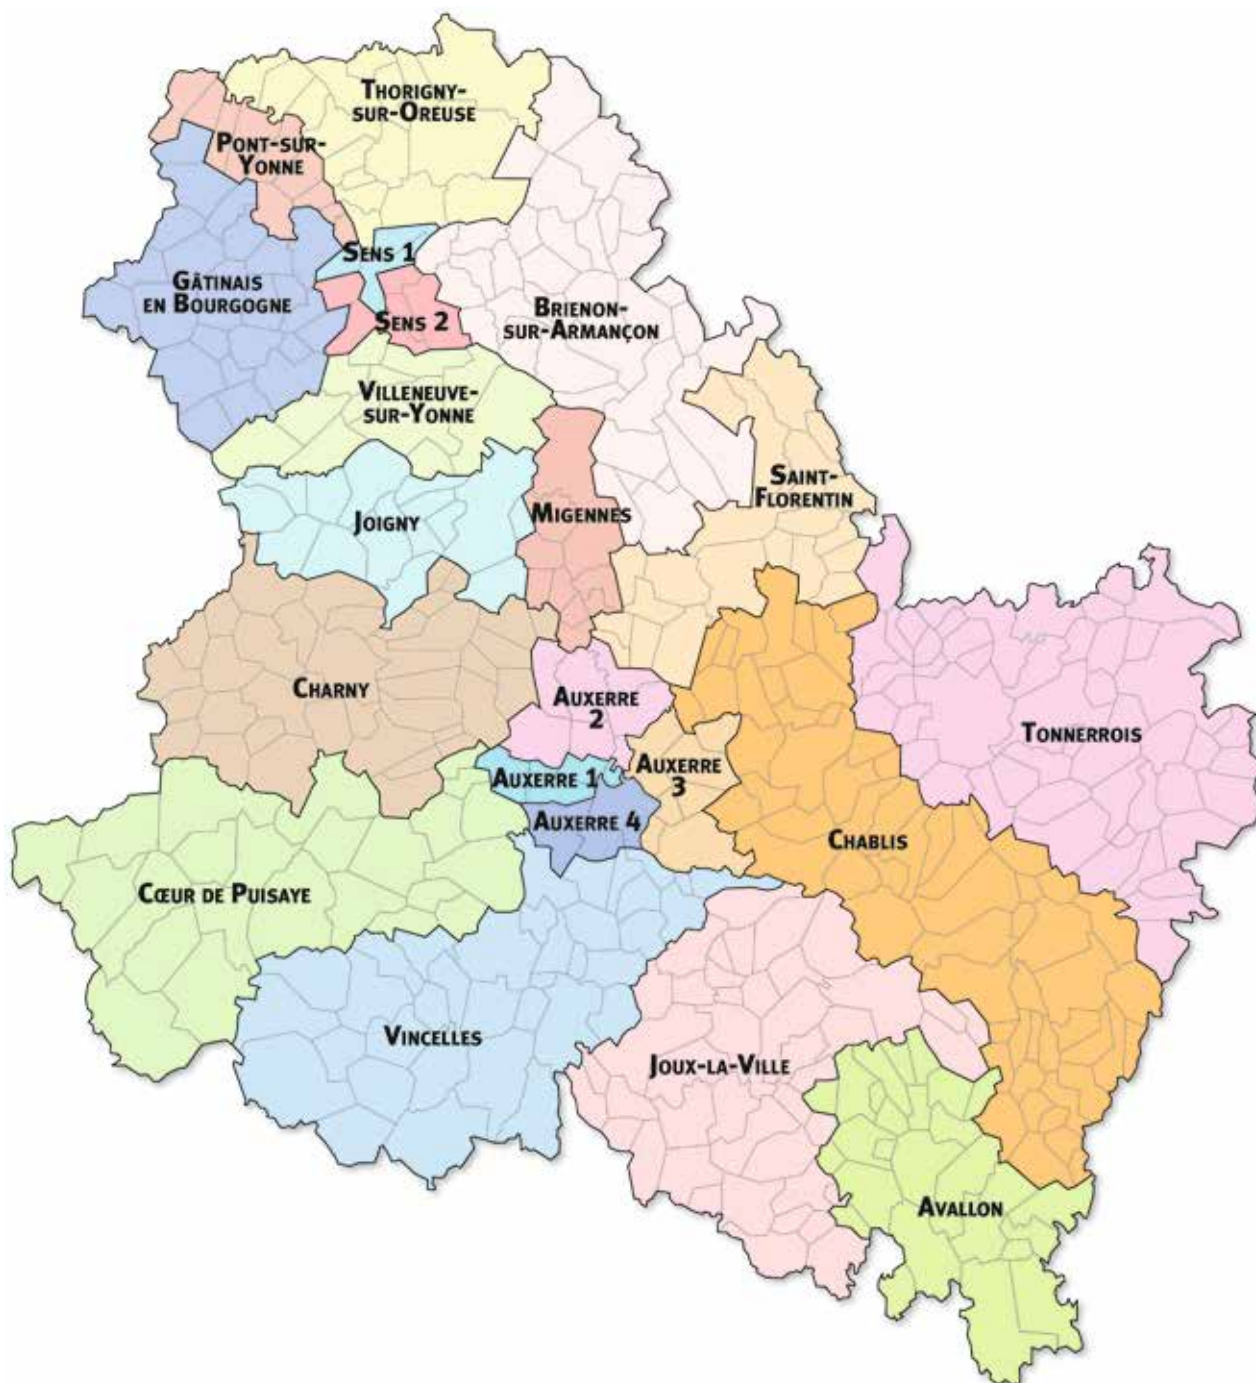 THORIGNY-
SUR-OREUSE
PONT-SUR-
YONNE
SENS 1
GÂTINAIS
EN BOURGOGNE
SENS 2
BRIENON-
SUR-ARMANÇON
VILLENEUVE-
SUR-YONNE
SAINT-
FLORENTIN
JOIGNY
MIGENNES
CHARNY
AUXERRE
2
TONNERROIS
AUXERRE 1
AUXERRE
3
AUXERRE 4
CHABLIS
CŒUR DE PUISAYE
VINCELLES
JOUX-LA-VILLE
AVALLON